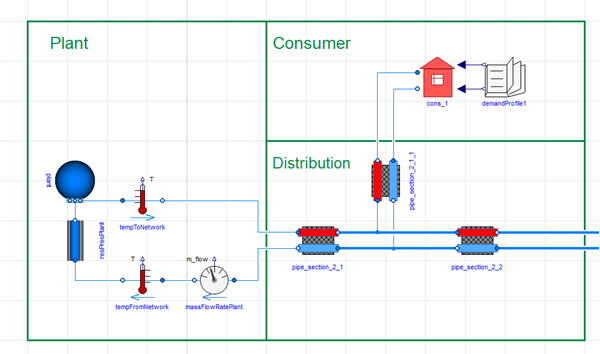 Plant
Consumer
cons_1
demandProfile1
Distribution
pipe_section_2_1_1
plant
T
tempToNetwork
resPresPlant
T
tempFromNetwork
m_flow
massFlowRatePlant
pipe_section_2_1
pipe_section_2_2